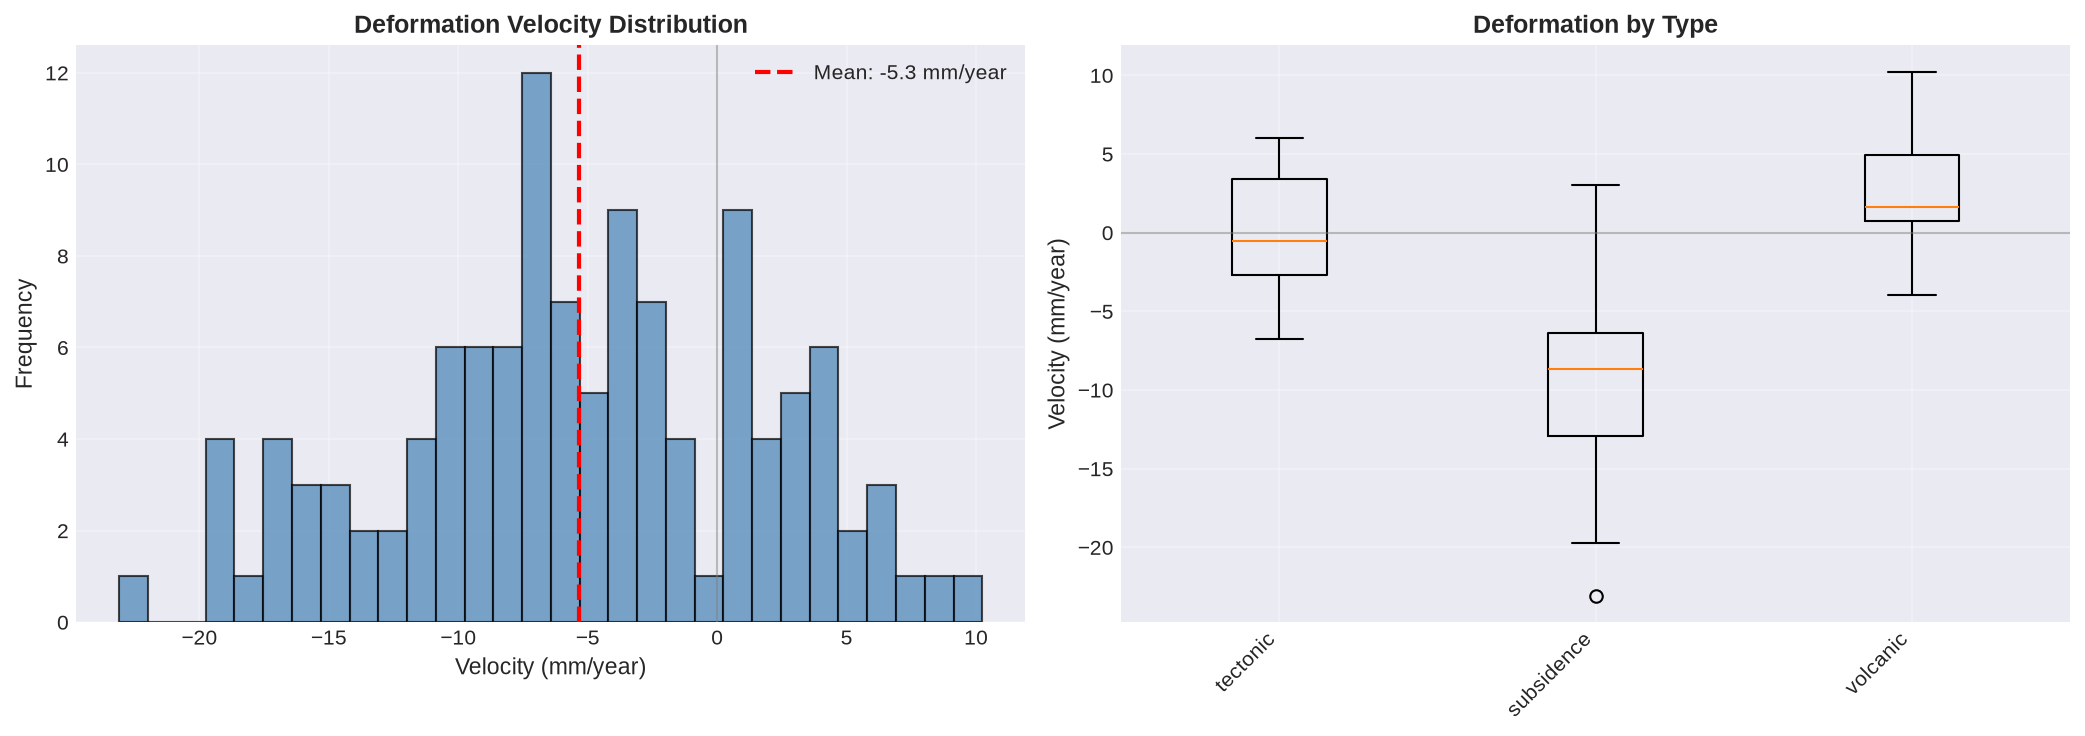 Deformation Velocity Distribution
Mean: -5.3 mm/year
Frequency
12
10
8
6
4
2
0
−20
−15
−10
−5
0
5
10
Velocity (mm/year)
Deformation by Type
Velocity (mm/year)
10
5
0
−5
−10
−15
−20
tectonic
subsidence
volcanic